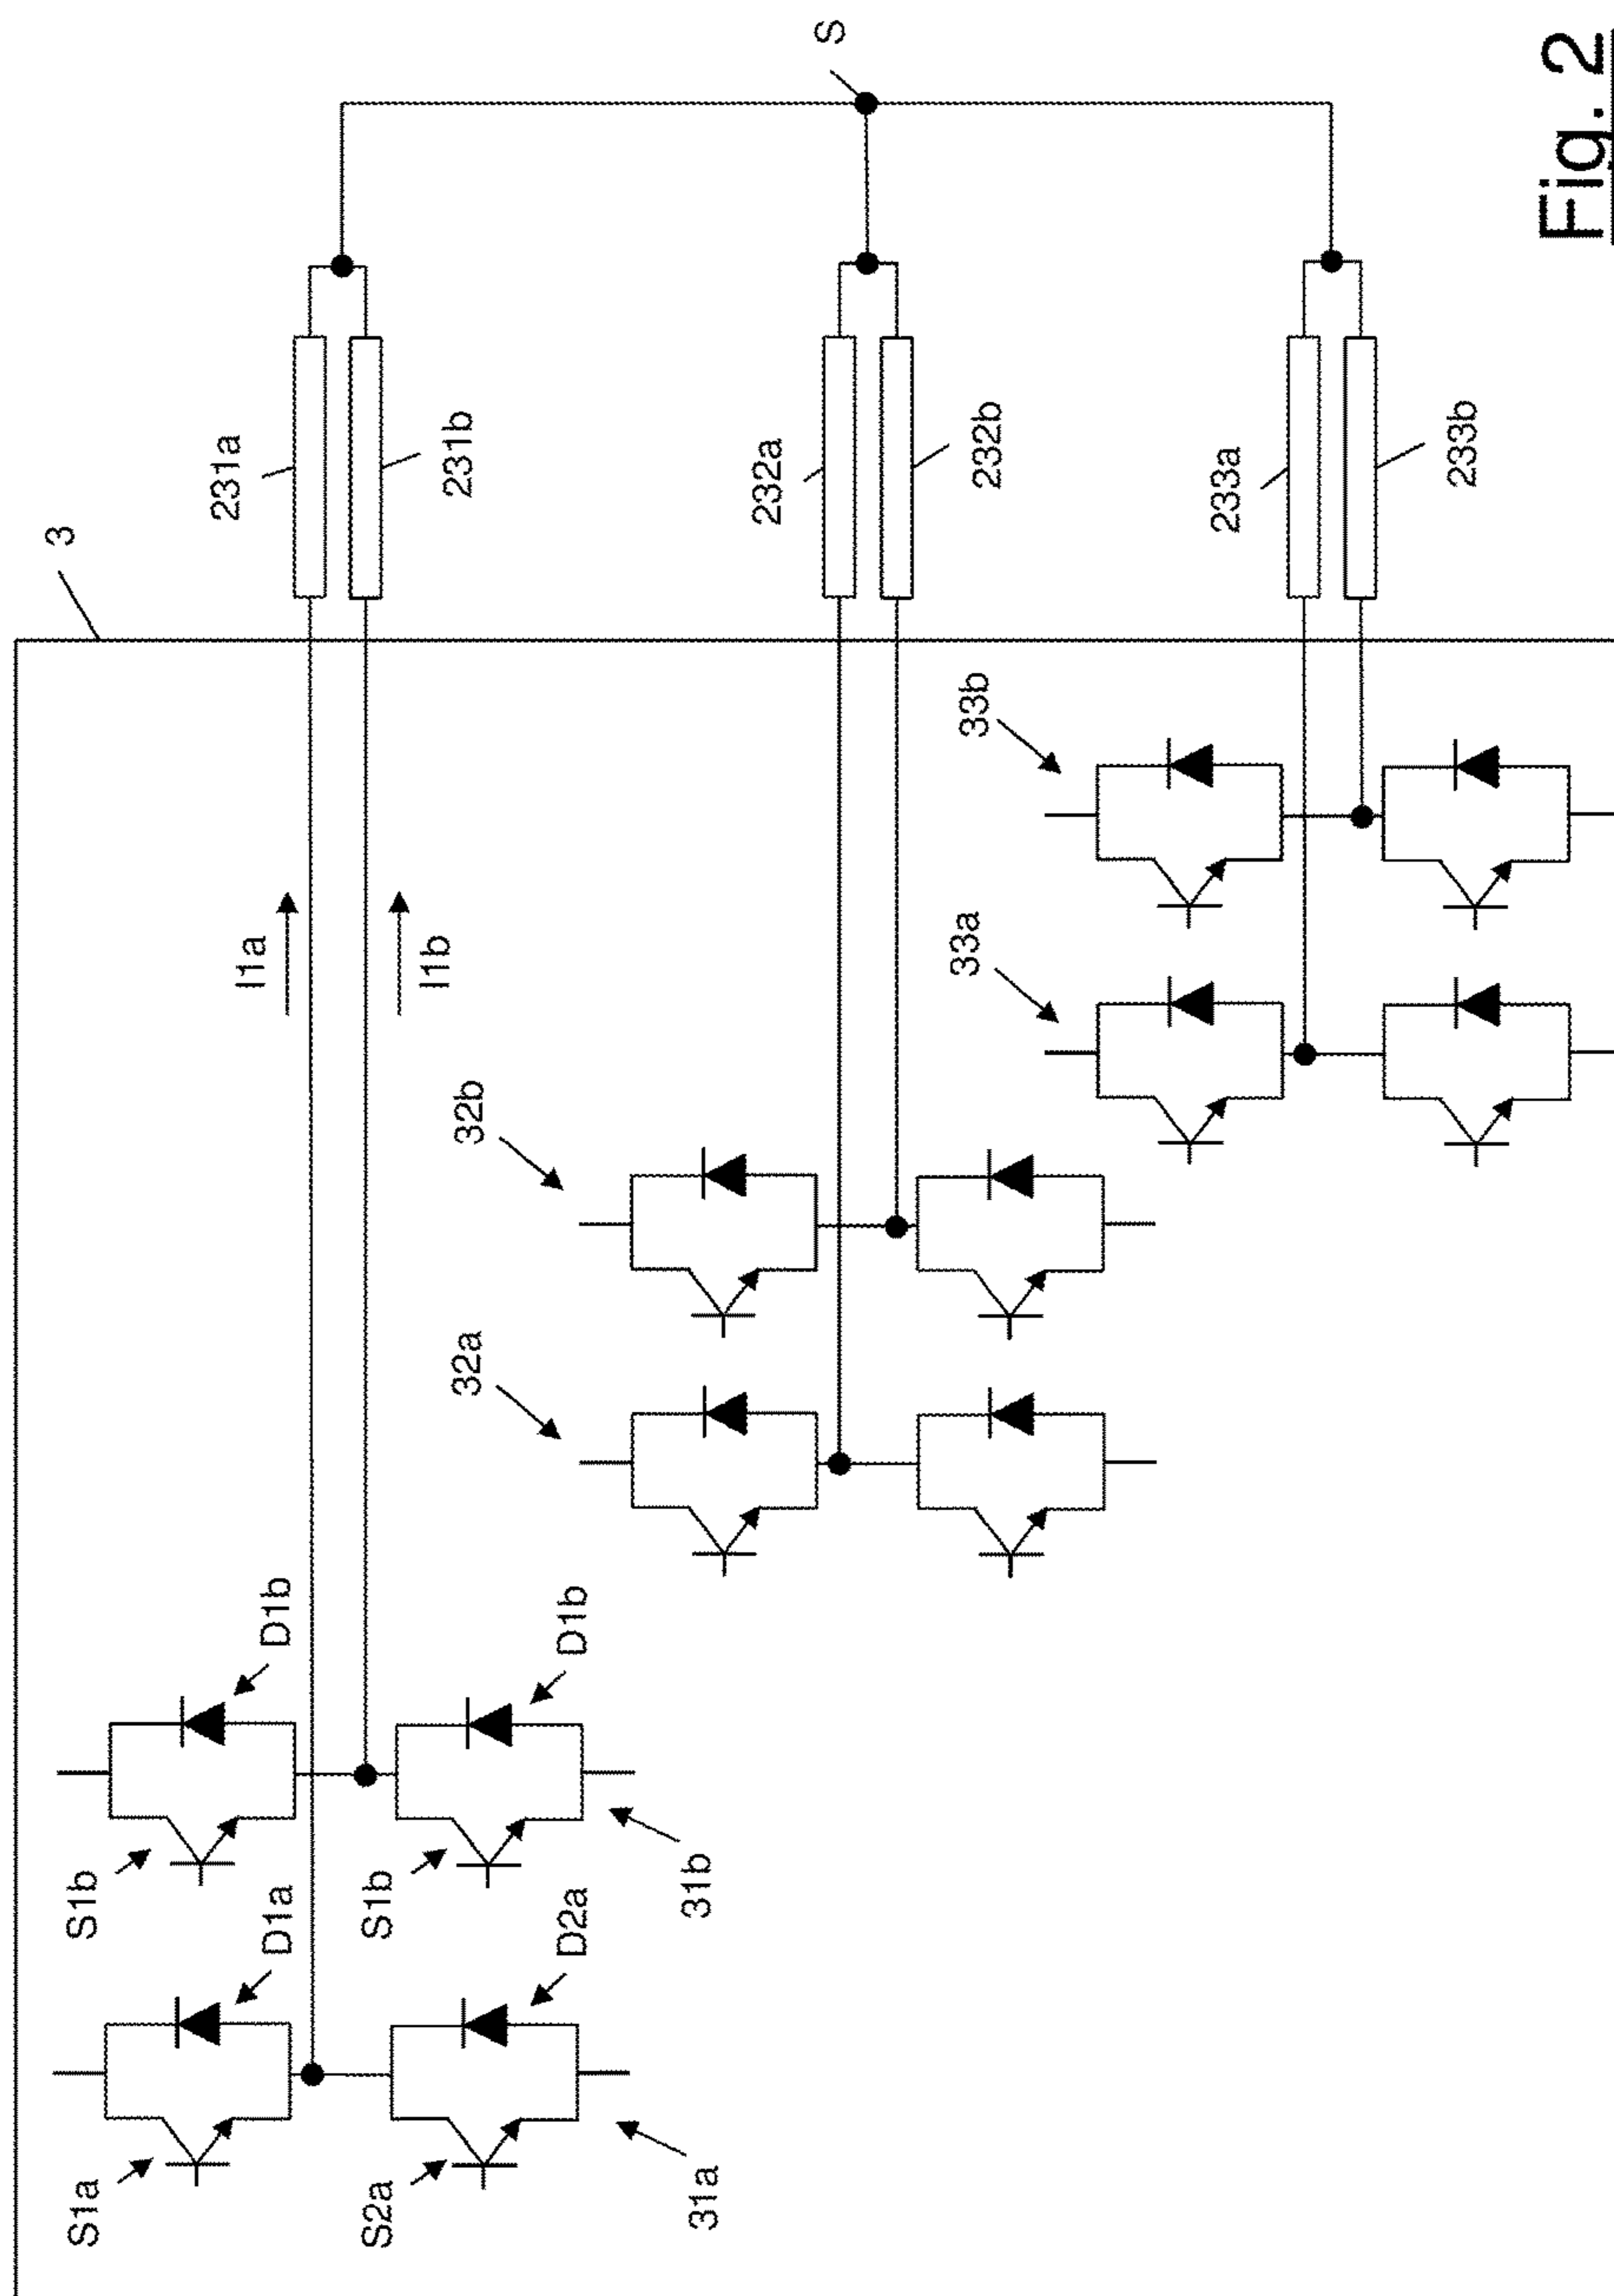 3
S1a
D1a
S1b
D1b
S2a
D2a
S1b
D1b
31a
31b
I1a
I1b
231a
231b
32a
32b
232a
232b
33a
33b
233a
233b
S
Fig. 2